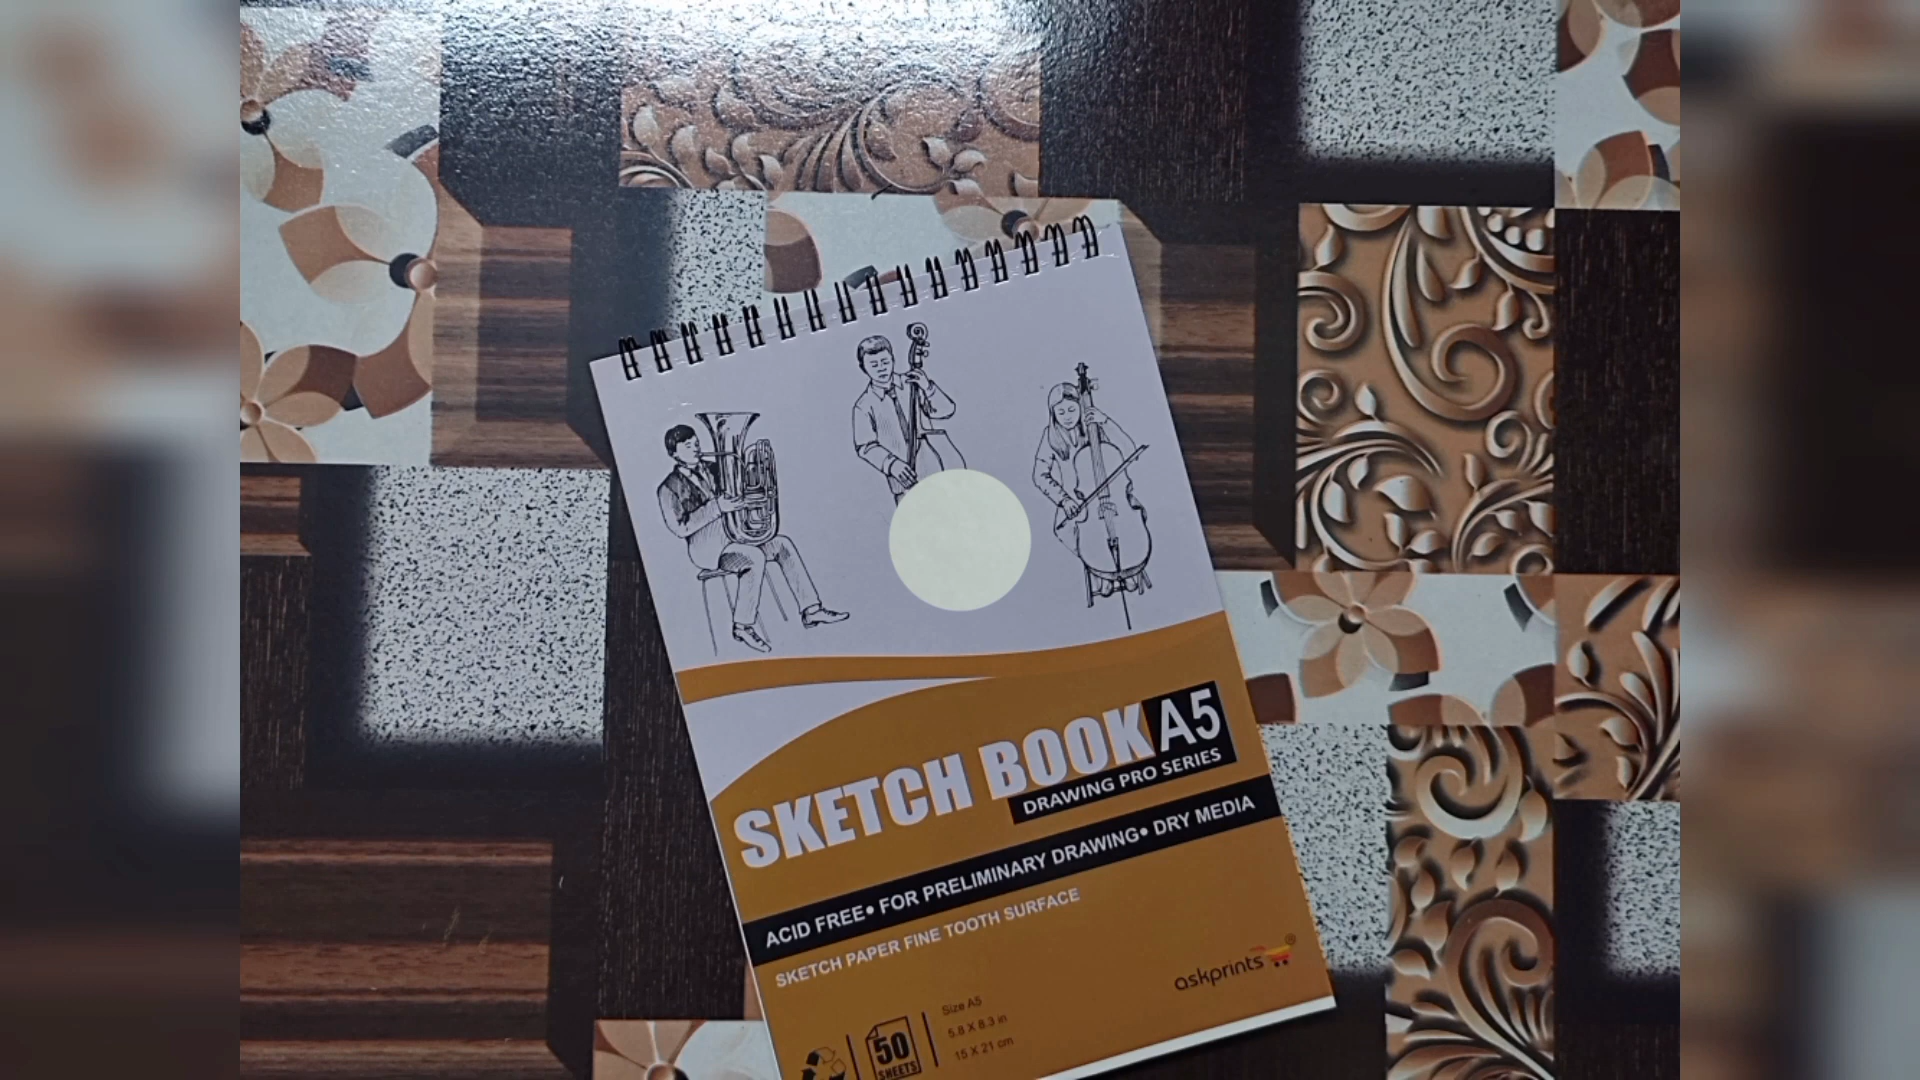 SKETCH BOOK A5
DRAWING PRO SERIES
ACID FREE• FOR PRELIMINARY DRAWING• DRY MEDIA
SKETCH PAPER FINE TOOTH SURFACE
askprints®
50
SHEETS
Size A5
5.8 X 8.3 in
15 X 21 cm